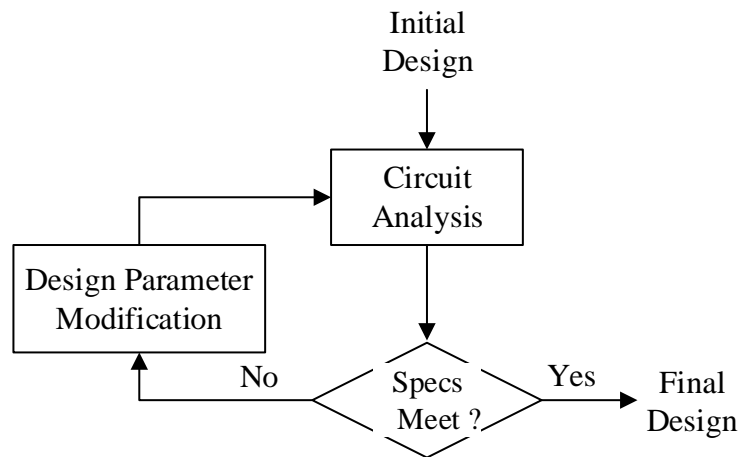 Initial
Design
Circuit
Analysis
Design Parameter
Modification
No
Specs
Meet ?
Yes
Final
Design